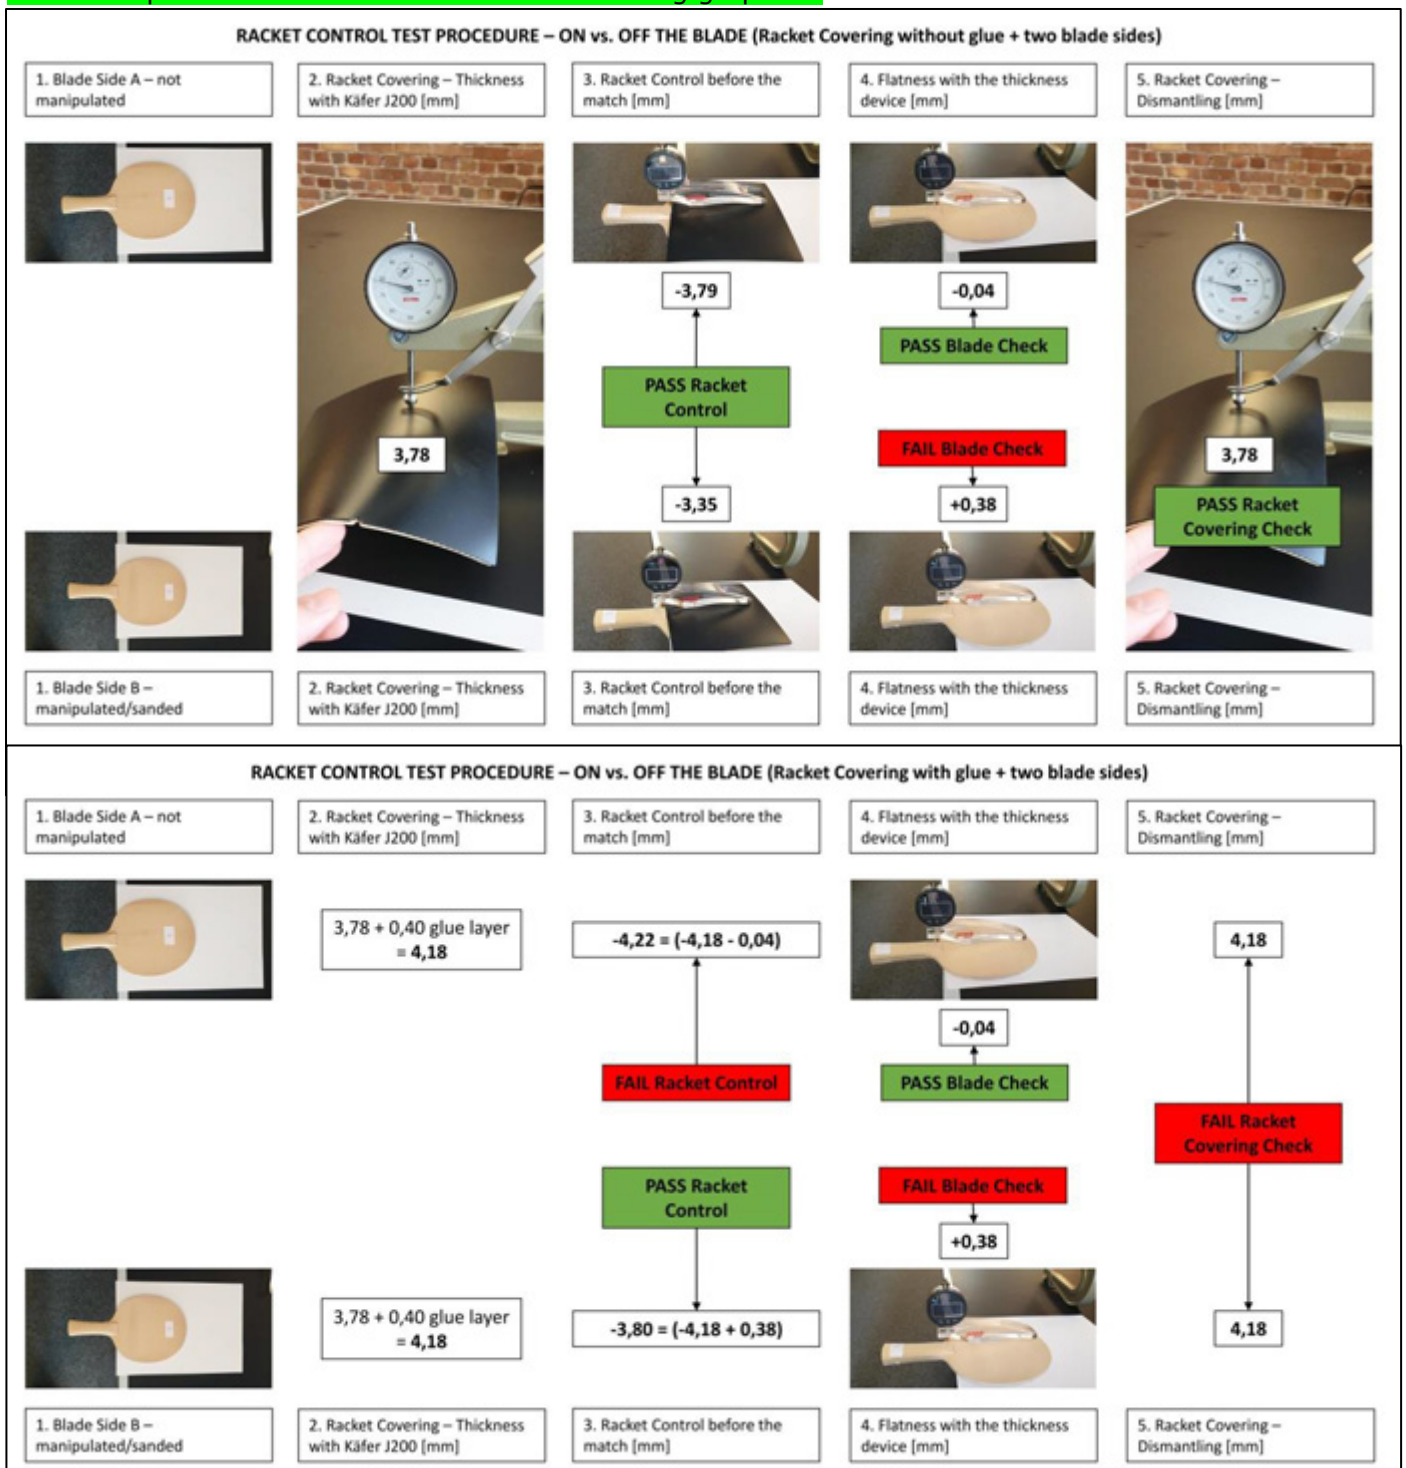 RACKET CONTROL TEST PROCEDURE – ON vs. OFF THE BLADE (Racket Covering without glue + two blade sides)
1. Blade Side A – not
manipulated
2. Racket Covering – Thickness
with Käfer J200 [mm]
3. Racket Control before the
match [mm]
4. Flatness with the thickness
device [mm]
5. Racket Covering –
Dismantling [mm]
-3,79
-0,04
PASS Blade Check
PASS Racket
Control
3,78
FAIL Blade Check
3,78
-3,35
+0,38
PASS Racket
Covering Check
1. Blade Side B –
manipulated/sanded
2. Racket Covering – Thickness
with Käfer J200 [mm]
3. Racket Control before the
match [mm]
4. Flatness with the thickness
device [mm]
5. Racket Covering –
Dismantling [mm]
RACKET CONTROL TEST PROCEDURE – ON vs. OFF THE BLADE (Racket Covering with glue + two blade sides)
1. Blade Side A – not
manipulated
2. Racket Covering – Thickness
with Käfer J200 [mm]
3. Racket Control before the
match [mm]
4. Flatness with the thickness
device [mm]
5. Racket Covering –
Dismantling [mm]
3,78 + 0,40 glue layer
= 4,18
-4,22 = (-4,18 - 0,04)
4,18
-0,04
FAIL Racket Control
PASS Blade Check
FAIL Racket
Covering Check
PASS Racket
Control
FAIL Blade Check
+0,38
3,78 + 0,40 glue layer
= 4,18
-3,80 = (-4,18 + 0,38)
4,18
1. Blade Side B –
manipulated/sanded
2. Racket Covering – Thickness
with Käfer J200 [mm]
3. Racket Control before the
match [mm]
4. Flatness with the thickness
device [mm]
5. Racket Covering –
Dismantling [mm]